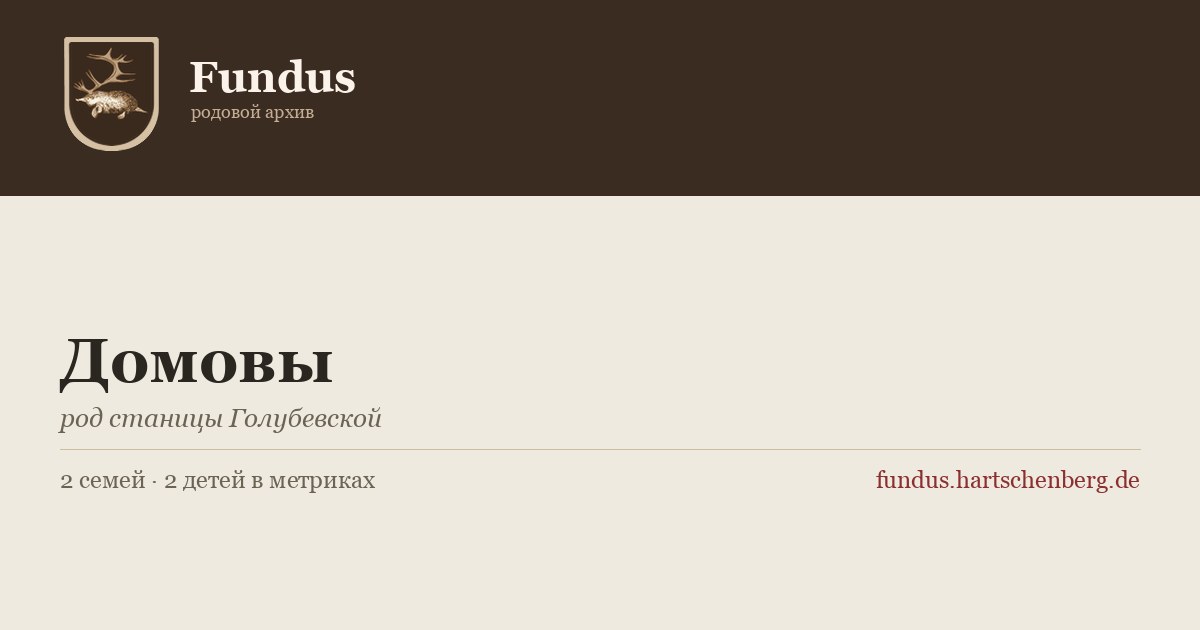 Fundus
родовой архив
Домовы
род станицы Голубевской
2 семей · 2 детей в метриках
fundus.hartschenberg.de